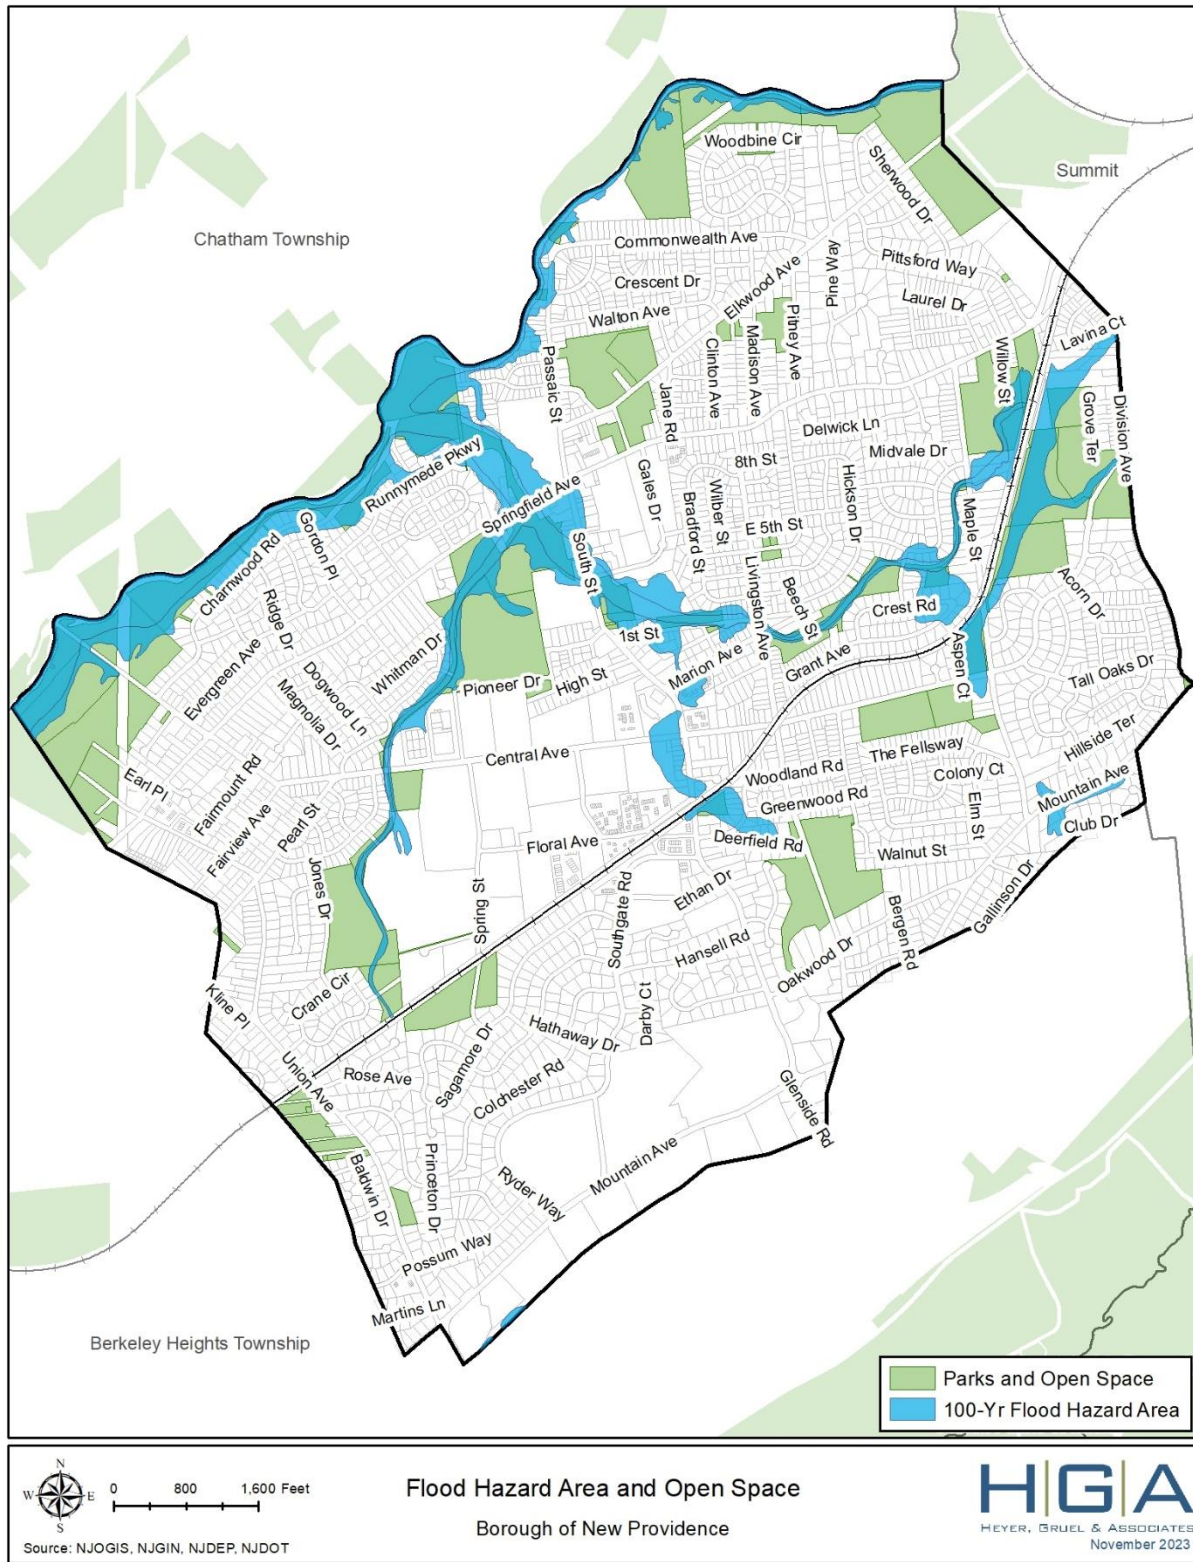 Chatham Township
Summit
Woodbine Cir
Sherwood Dr
Commonwealth Ave
Pittsford Way
Crescent Dr
Elkwood Ave
Pine Way
Laurel Dr
Walton Ave
Lavina Ct
Passaic St
Clinton Ave
Madison Ave
Pitney Ave
Willow St
Jane Rd
Grove Ter
Division Ave
Delwick Ln
Midvale Dr
Runnymede Pkwy
8th St
Springfield Ave
Gales Dr
Bradford St
Wilber St
Hickson Dr
Gordon Pl
Charnwood Rd
E 5th St
Maple St
South St
Livingston Ave
Beech St
Acorn Dr
Ridge Dr
Crest Rd
1st St
Evergreen Ave
Whitman Dr
Marion Ave
Grant Ave
Aspen Ct
Dogwood Ln
Magnolia Dr
Pioneer Dr
High St
Tall Oaks Dr
Central Ave
The Fellsway
Hillside Ter
Earl Pl
Fairmount Rd
Woodland Rd
Colony Ct
Mountain Ave
Greenwood Rd
Elm St
Club Dr
Fairview Ave
Pearl St
Floral Ave
Deerfield Rd
Walnut St
Jones Dr
Ethan Dr
Gallinson Dr
Spring St
Southgate Rd
Bergen Rd
Hansell Rd
Oakwood Dr
Kline Pl
Crane Cir
Darby Ct
Hathaway Dr
Union Ave
Rose Ave
Sagamore Dr
Colchester Rd
Glenside Rd
Baldwin Dr
Princeton Dr
Mountain Ave
Ryder Way
Possum Way
Martins Ln
Berkeley Heights Township
Parks and Open Space
100-Yr Flood Hazard Area
N
W E
S
0 800 1,600 Feet
Source: NJOGIS, NJGIN, NJDEP, NJDOT
Flood Hazard Area and Open Space
Borough of New Providence
H|G|A
HEYER, GRUEL & ASSOCIATES
November 2023